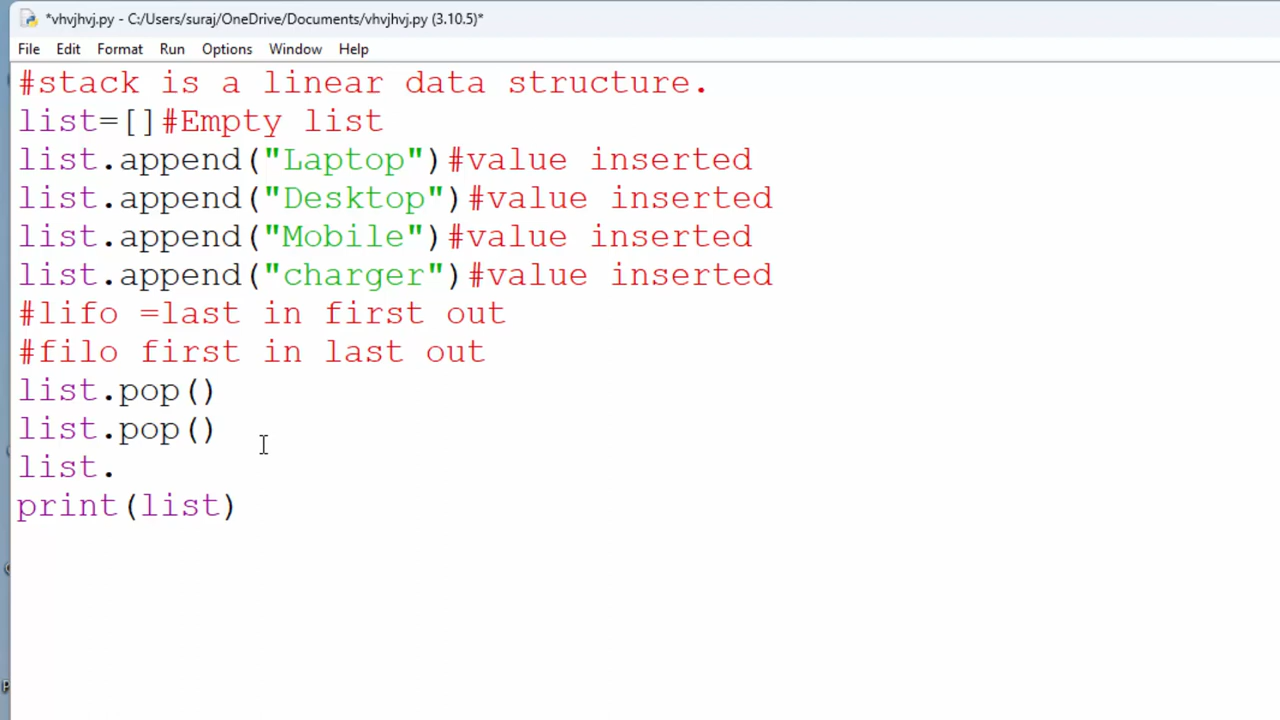 *vhvjhvj.py - C:/Users/suraj/OneDrive/Documents/vhvjhvj.py (3.10.5)*
File Edit Format Run Options Window Help
#stack is a linear data structure.
list=[]#Empty list
list.append("Laptop")#value inserted
list.append("Desktop")#value inserted
list.append("Mobile")#value inserted
list.append("charger")#value inserted
#lifo =last in first out
#filo first in last out
list.pop()
list.pop()
list.
print(list)